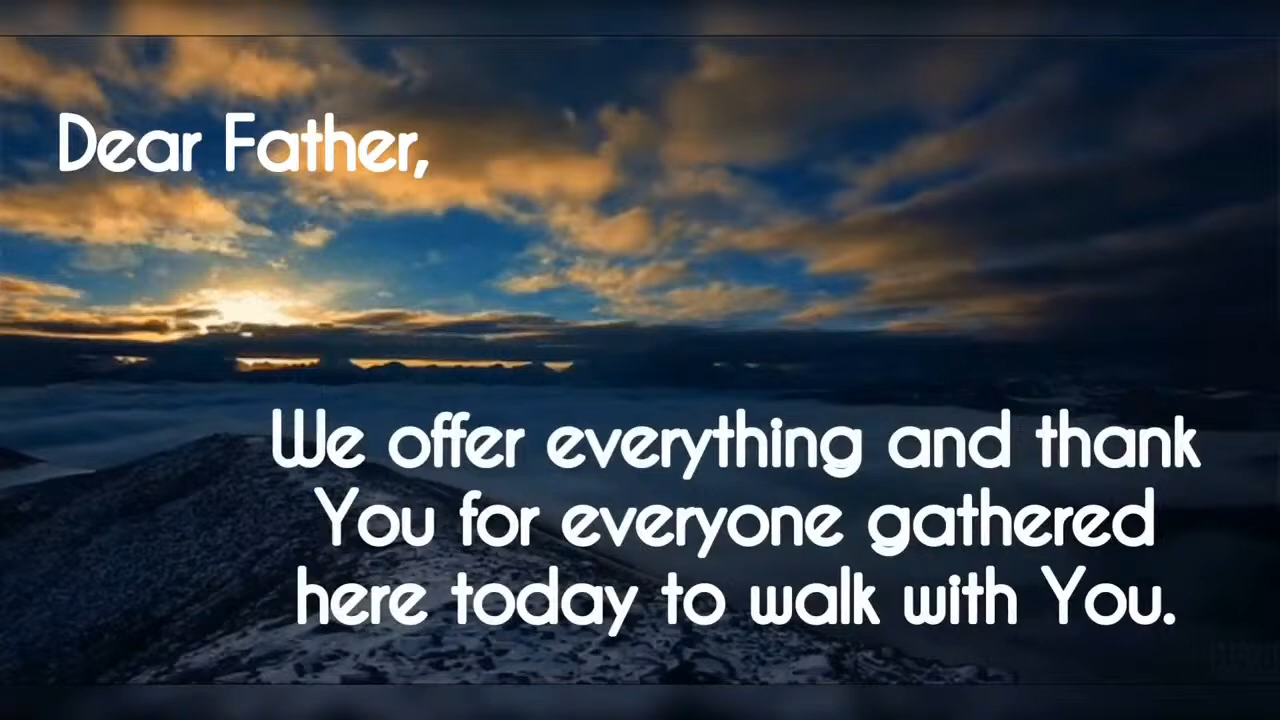 Dear Father,
We offer everything and thank
You for everyone gathered
here today to walk with You.